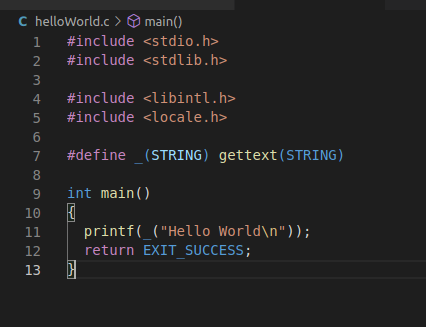 C helloWorld.c > main()
1 #include <stdio.h>
2 #include <stdlib.h>
3
4 #include <libintl.h>
5 #include <locale.h>
6
7 #define _(STRING) gettext(STRING)
8
9 int main()
10 {
11   printf(_("Hello World\n"));
12   return EXIT_SUCCESS;
13 }